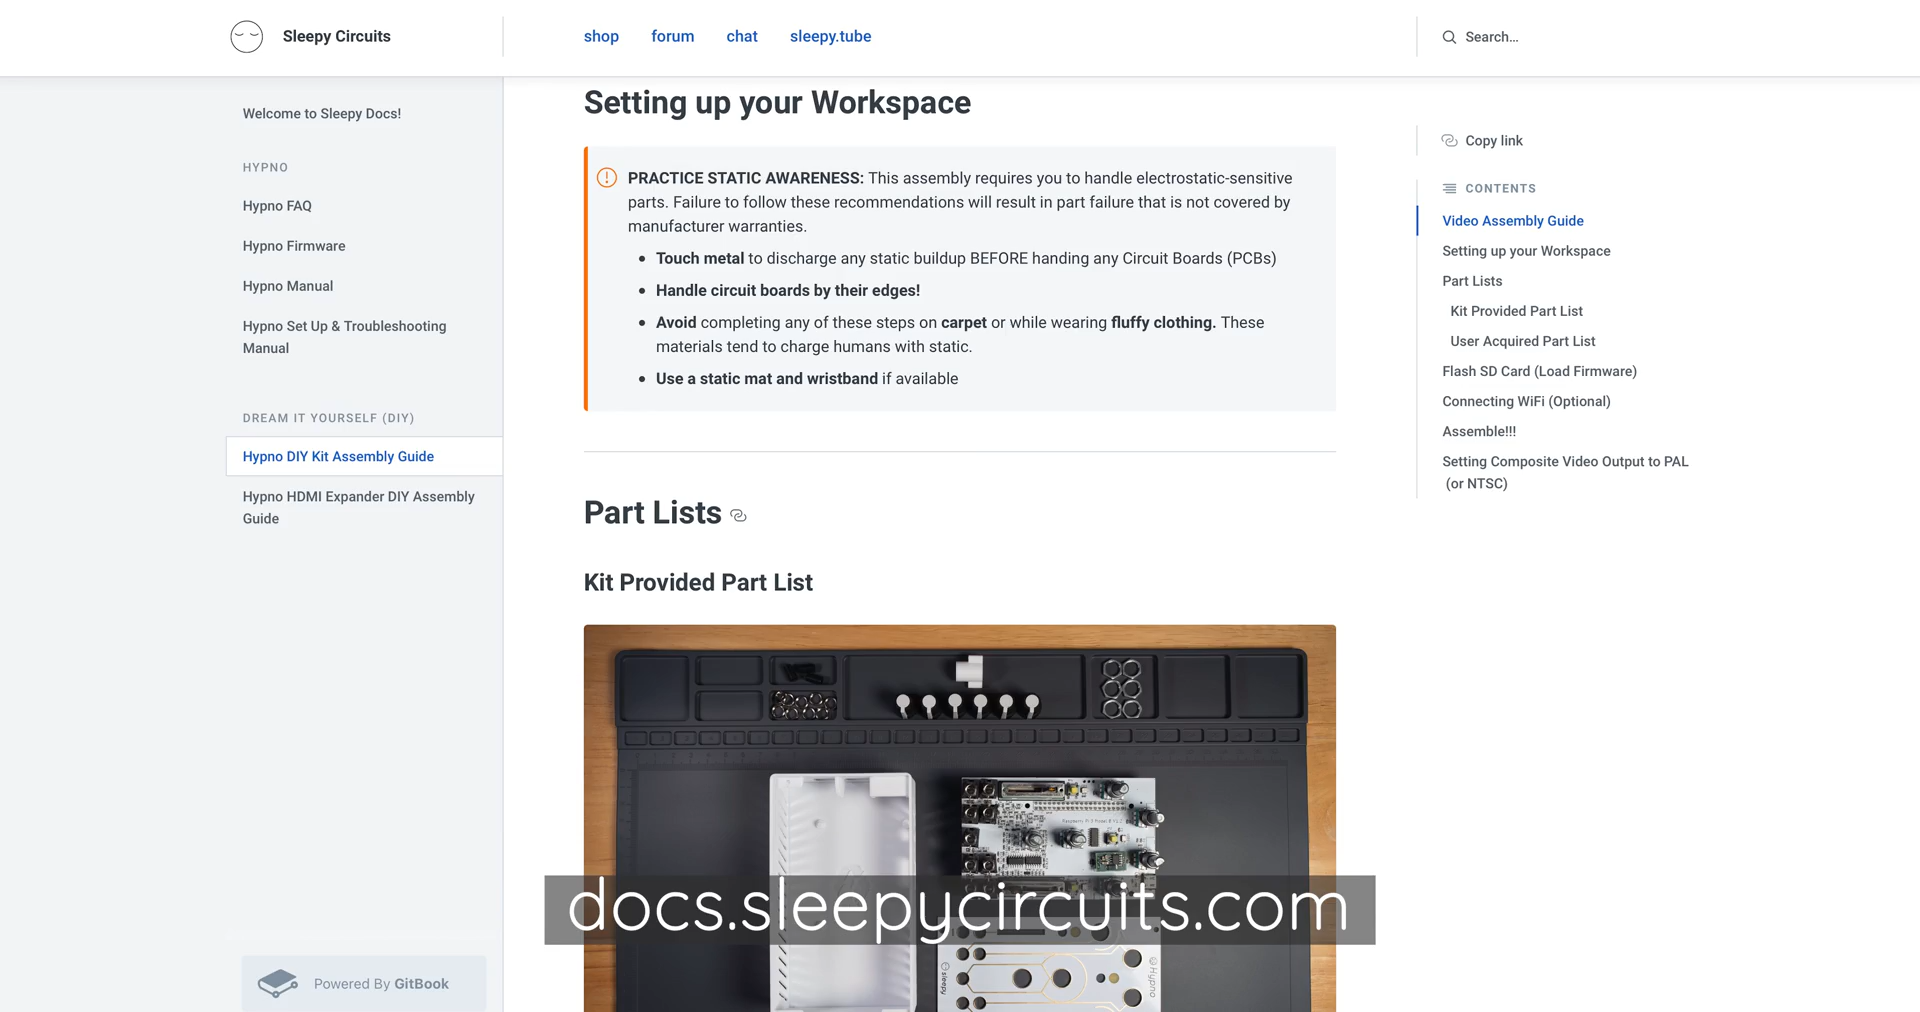 Sleepy Circuits
shop
forum
chat
sleepy.tube
Search...
Welcome to Sleepy Docs!
HYPNO
Hypno FAQ
Hypno Firmware
Hypno Manual
Hypno Set Up & Troubleshooting
Manual
DREAM IT YOURSELF (DIY)
Hypno DIY Kit Assembly Guide
Hypno HDMI Expander DIY Assembly
Guide
Powered By GitBook
Setting up your Workspace
PRACTICE STATIC AWARENESS: This assembly requires you to handle electrostatic-sensitive
parts. Failure to follow these recommendations will result in part failure that is not covered by
manufacturer warranties.
Touch metal to discharge any static buildup BEFORE handing any Circuit Boards (PCBs)
Handle circuit boards by their edges!
Avoid completing any of these steps on carpet or while wearing fluffy clothing. These
materials tend to charge humans with static.
Use a static mat and wristband if available
Part Lists
Kit Provided Part List
docs.sleepycircuits.com
sleepy
Hypno
Copy link
CONTENTS
Video Assembly Guide
Setting up your Workspace
Part Lists
Kit Provided Part List
User Acquired Part List
Flash SD Card (Load Firmware)
Connecting WiFi (Optional)
Assemble!!!
Setting Composite Video Output to PAL
(or NTSC)